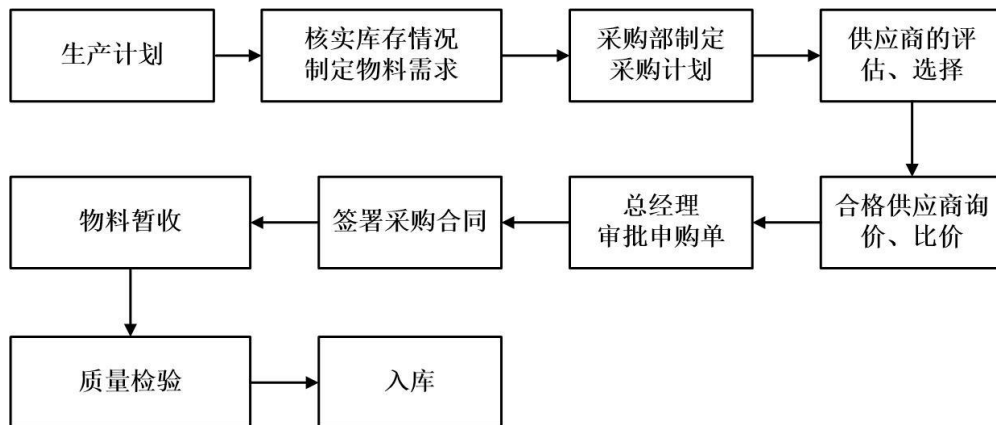 生产计划
核实库存情况
制定物料需求
采购部制定
采购计划
供应商的评
估、选择
合格供应商询
价、比价
总经理
审批申购单
签署采购合同
物料暂收
质量检验
入库